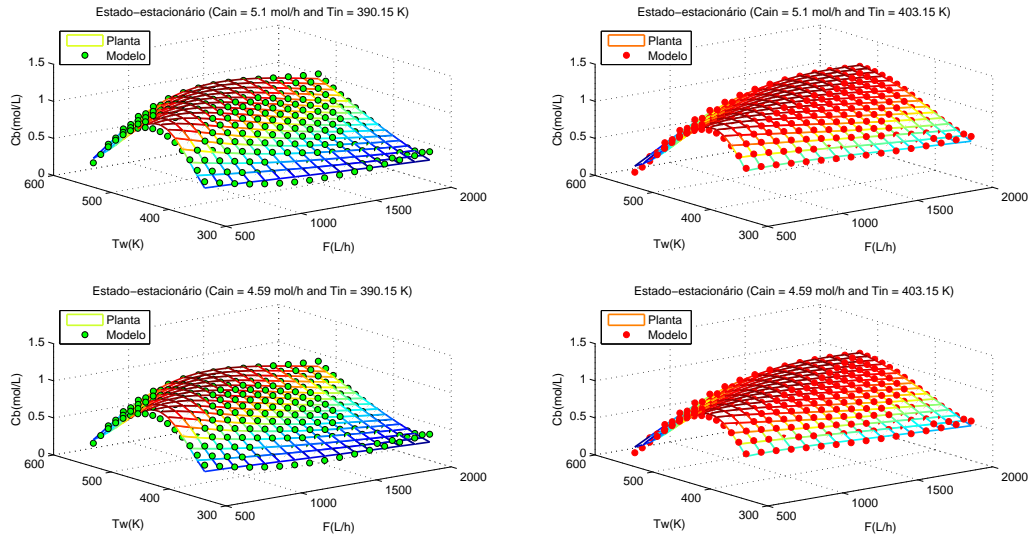 Estado−estacionário (Cain = 5.1 mol/h and Tin = 390.15 K)
Planta
Modelo
1.5
1
0.5
0
Cb(mol/L)
600
500
400
300
Tw(K)
500
1000
1500
2000
F(L/h)
Estado−estacionário (Cain = 5.1 mol/h and Tin = 403.15 K)
Planta
Modelo
1.5
1
0.5
0
Cb(mol/L)
600
500
400
300
Tw(K)
500
1000
1500
2000
F(L/h)
Estado−estacionário (Cain = 4.59 mol/h and Tin = 390.15 K)
Planta
Modelo
1.5
1
0.5
0
Cb(mol/L)
600
500
400
300
Tw(K)
500
1000
1500
2000
F(L/h)
Estado−estacionário (Cain = 4.59 mol/h and Tin = 403.15 K)
Planta
Modelo
1.5
1
0.5
0
Cb(mol/L)
600
500
400
300
Tw(K)
500
1000
1500
2000
F(L/h)